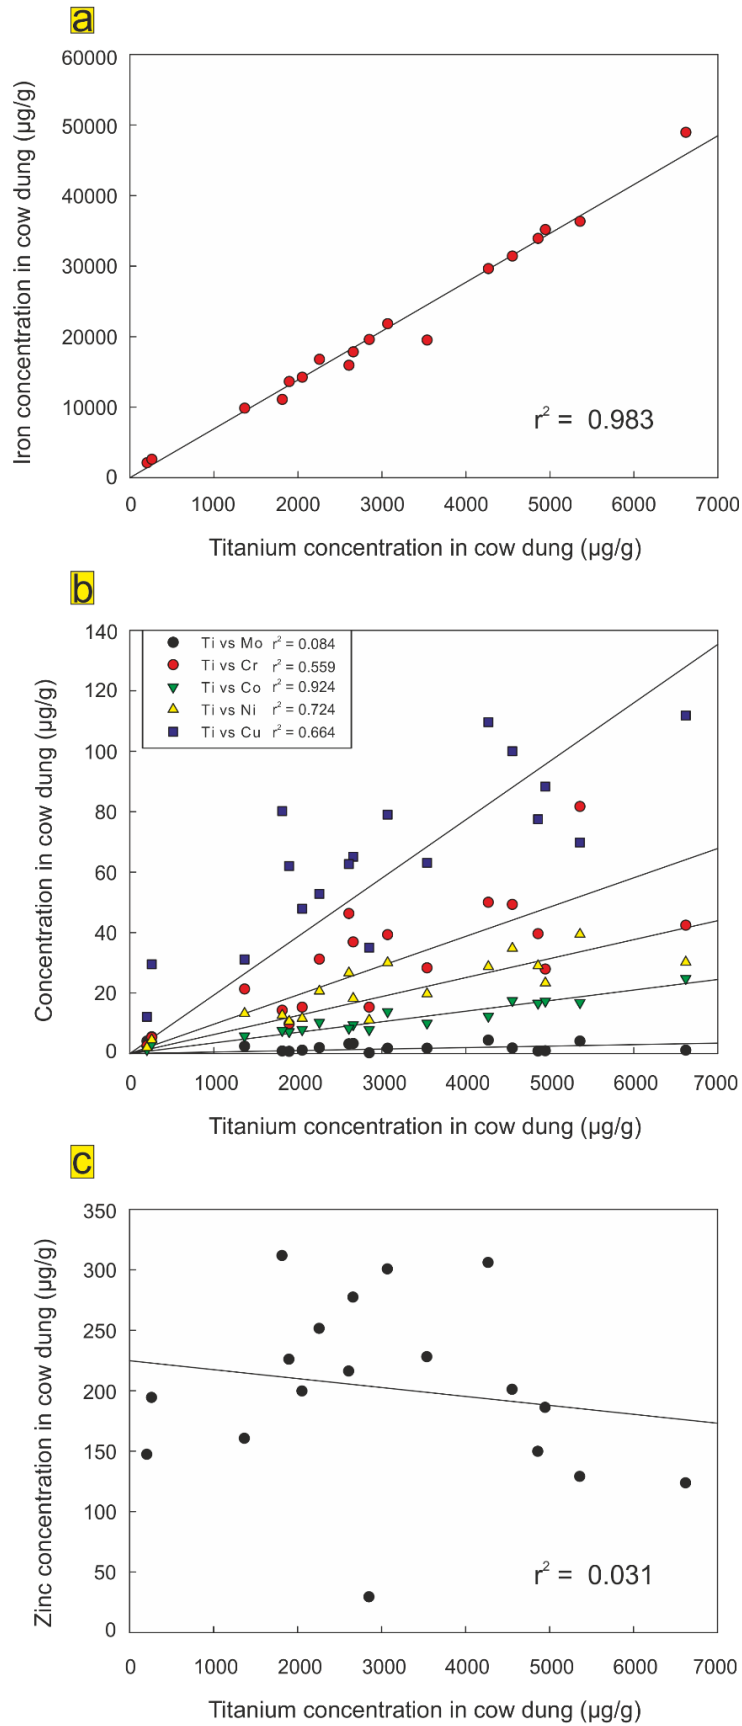 a
Iron concentration in cow dung (µg/g)
60000
50000
40000
30000
20000
10000
0
r² = 0.983
0 1000 2000 3000 4000 5000 6000 7000
Titanium concentration in cow dung (µg/g)
b
Concentration in cow dung (µg/g)
140
120
100
80
60
40
20
0
Ti vs Mo r² = 0.084
Ti vs Cr r² = 0.559
Ti vs Co r² = 0.924
Ti vs Ni r² = 0.724
Ti vs Cu r² = 0.664
0 1000 2000 3000 4000 5000 6000 7000
Titanium concentration in cow dung (µg/g)
c
Zinc concentration in cow dung (µg/g)
350
300
250
200
150
100
50
0
r² = 0.031
0 1000 2000 3000 4000 5000 6000 7000
Titanium concentration in cow dung (µg/g)